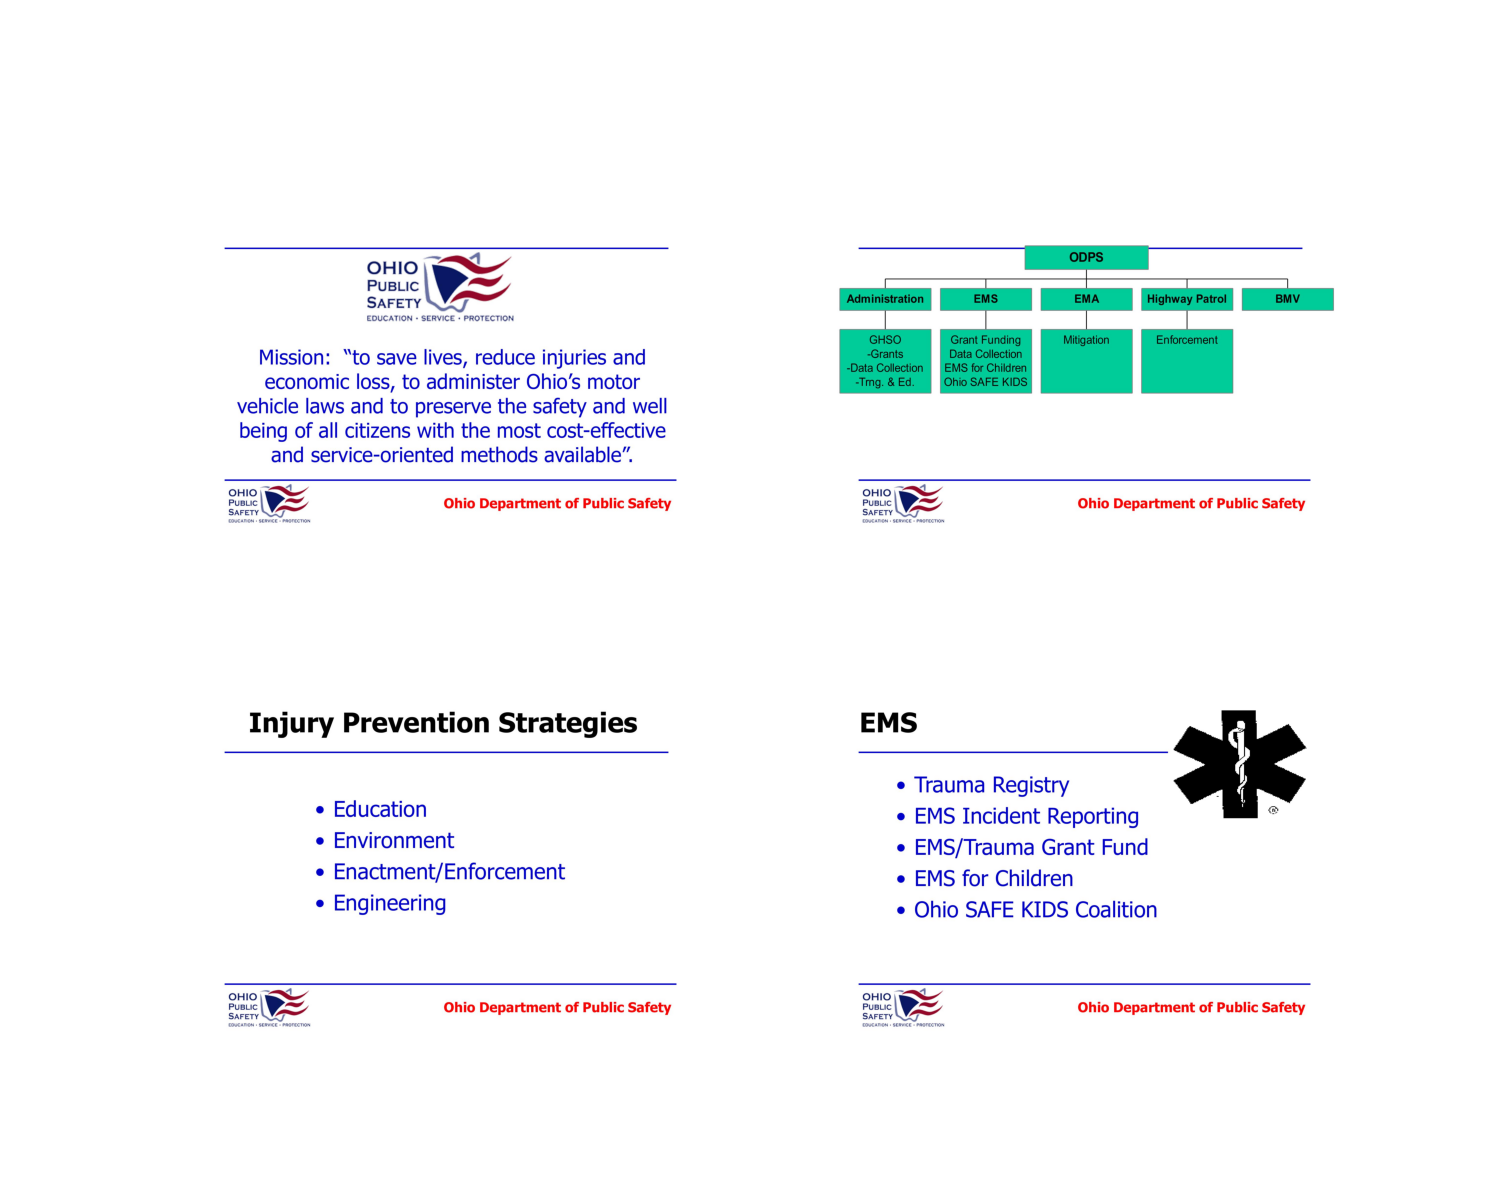 OHIO
PUBLIC
SAFETY
EDUCATION • SERVICE • PROTECTION
Mission:  “to save lives, reduce injuries and
economic loss, to administer Ohio’s motor
vehicle laws and to preserve the safety and well
being of all citizens with the most cost-effective
and service-oriented methods available”.
OHIO
PUBLIC
SAFETY
EDUCATION • SERVICE • PROTECTION
Ohio Department of Public Safety
ODPS
Administration
EMS
EMA
Highway Patrol
BMV
GHSO
-Grants
-Data Collection
-Trng. & Ed.
Grant Funding
Data Collection
EMS for Children
Ohio SAFE KIDS
Mitigation
Enforcement
OHIO
PUBLIC
SAFETY
EDUCATION • SERVICE • PROTECTION
Ohio Department of Public Safety
Injury Prevention Strategies
• Education
• Environment
• Enactment/Enforcement
• Engineering
OHIO
PUBLIC
SAFETY
EDUCATION • SERVICE • PROTECTION
Ohio Department of Public Safety
EMS
®
• Trauma Registry
• EMS Incident Reporting
• EMS/Trauma Grant Fund
• EMS for Children
• Ohio SAFE KIDS Coalition
OHIO
PUBLIC
SAFETY
EDUCATION • SERVICE • PROTECTION
Ohio Department of Public Safety